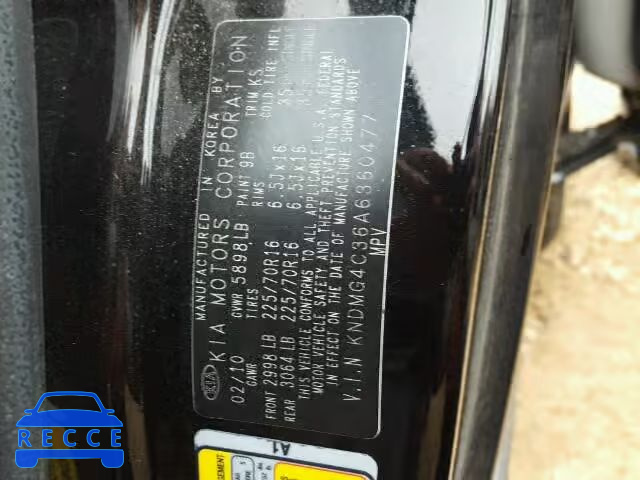 MANUFACTURED IN KOREA BY
KIA KIA MOTORS CORPORATION
02/10 GVWR 5898LB PAINT 9B TRIM KS
GAWR TIRES RIMS COLD TIRE INFL
FRONT 2998 LB 225/70R16 6.5Jx16
REAR 3064 LB 225/70R16 6.5Jx16
THIS VEHICLE CONFORMS TO ALL APPLICABLE U.S.A. FEDERAL
MOTOR VEHICLE SAFETY AND THEFT PREVENTION STANDARDS
IN EFFECT ON THE DATE OF MANUFACTURE SHOWN ABOVE
V.I.N KNDMG4C36A6360477
MPV
A1
RECCE